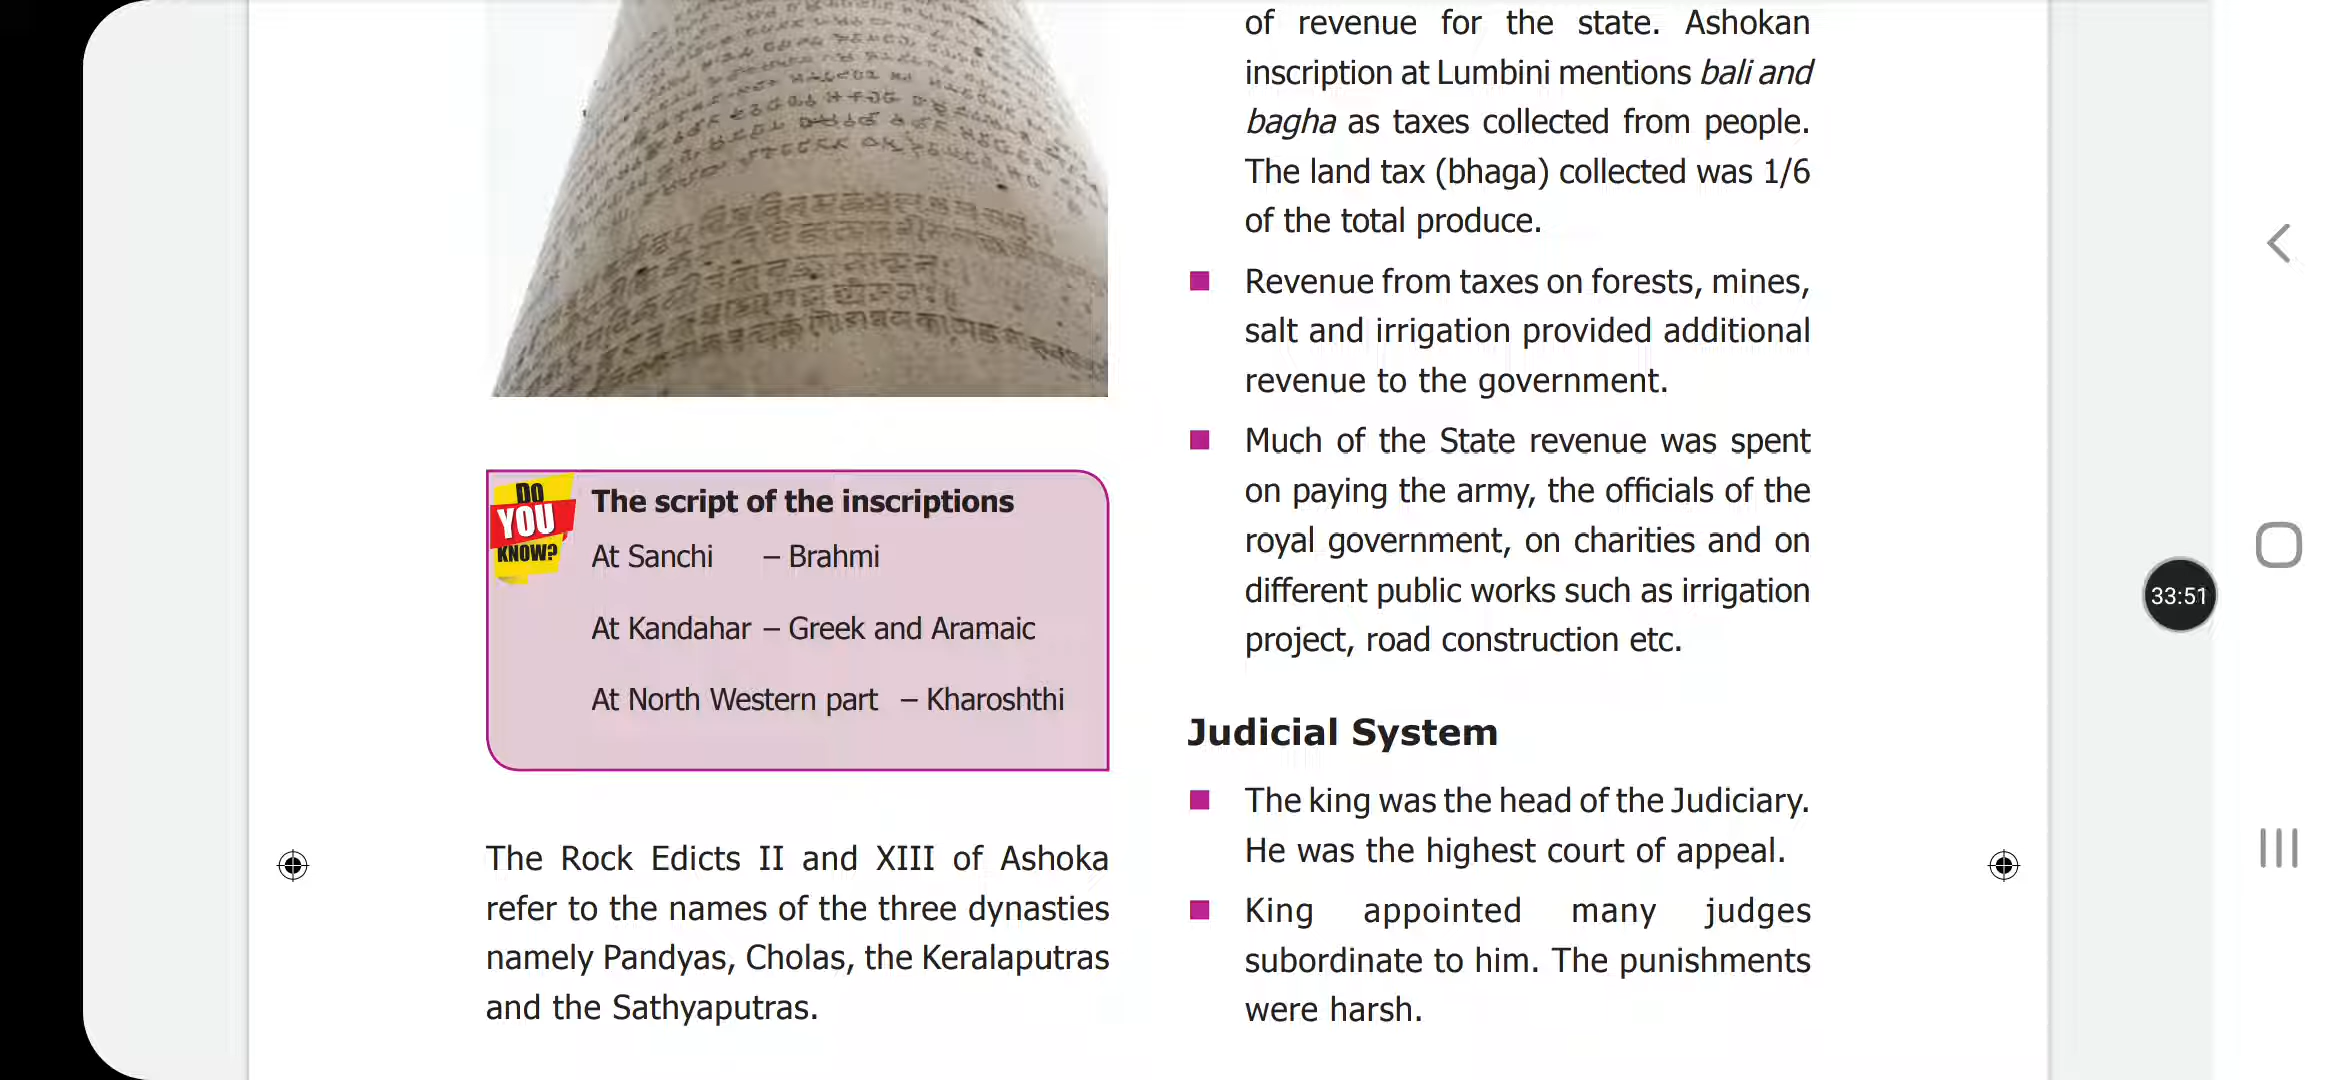 DO
YOU
KNOW?
The script of the inscriptions
At Sanchi – Brahmi
At Kandahar – Greek and Aramaic
At North Western part – Kharoshthi
The Rock Edicts II and XIII of Ashoka
refer to the names of the three dynasties
namely Pandyas, Cholas, the Keralaputras
and the Sathyaputras.
of revenue for the state. Ashokan
inscription at Lumbini mentions bali and
bagha as taxes collected from people.
The land tax (bhaga) collected was 1/6
of the total produce.
Revenue from taxes on forests, mines,
salt and irrigation provided additional
revenue to the government.
Much of the State revenue was spent
on paying the army, the officials of the
royal government, on charities and on
different public works such as irrigation
project, road construction etc.
Judicial System
The king was the head of the Judiciary.
He was the highest court of appeal.
King appointed many judges
subordinate to him. The punishments
were harsh.
33:51